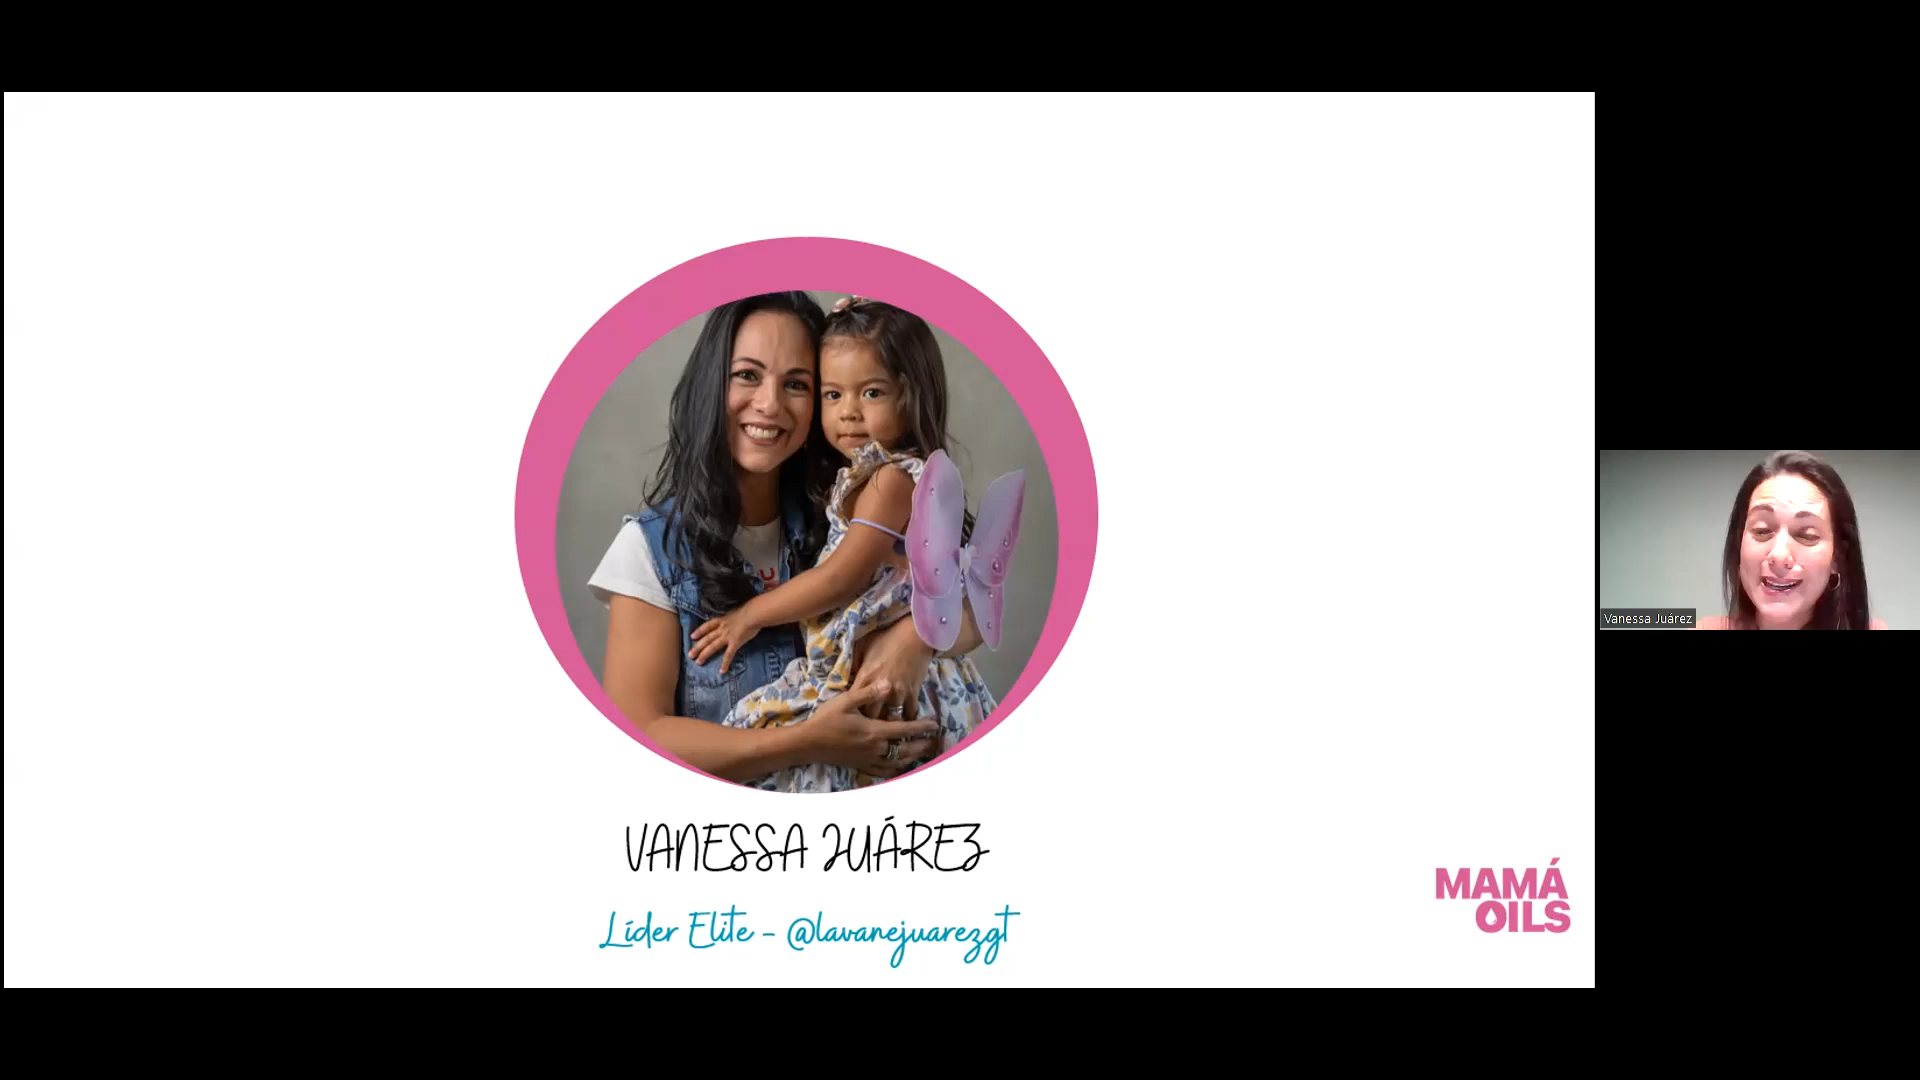 VANESSA JUÁREZ
Líder Elite - @lavanejuarezgt
MAMÁ
OILS
Vanessa Juárez